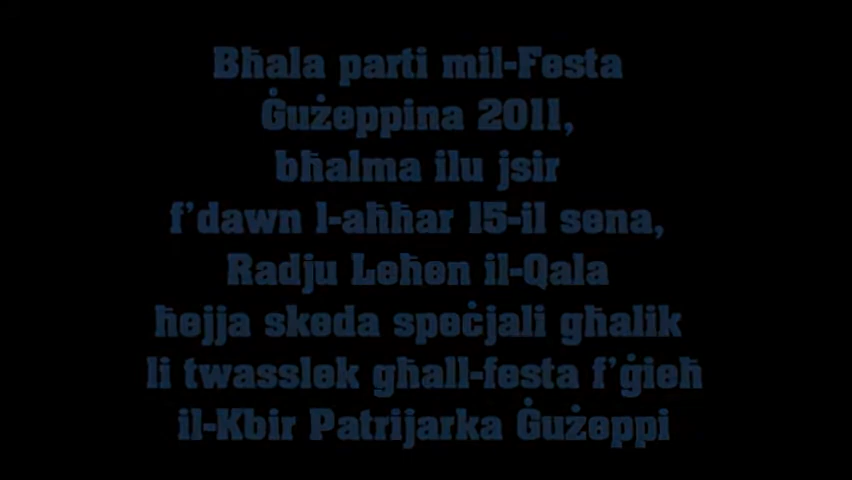 Bħala parti mil-Festa
Ġużeppina 2011,
bħalma ilu jsir
f'dawn l-aħħar 15-il sena,
Radju Leħen il-Qala
ħejja skeda speċjali għalik
li twasslek għall-festa f'ġieħ
il-Kbir Patrijarka Ġużeppi